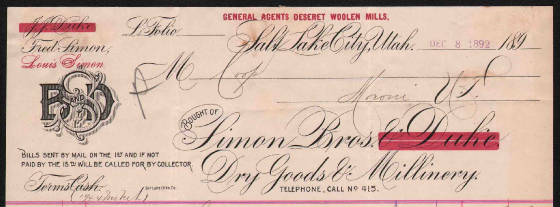 GENERAL AGENTS DESERET WOOLEN MILLS.
J.J. Duke
Fred. Simon,
Louis Simon
L. Folio
Salt Lake City, Utah. DEC 8 1892 189
M Coop
Moroni U.T.
BOUGHT OF
Simon Bros. & Duke
Dry Goods & Millinery.
TELEPHONE, CALL NO 415.
S B AND D
BILLS SENT BY MAIL ON THE 1ST AND IF NOT
PAID BY THE 15TH WILL BE CALLED FOR BY COLLECTOR
Terms Cash.